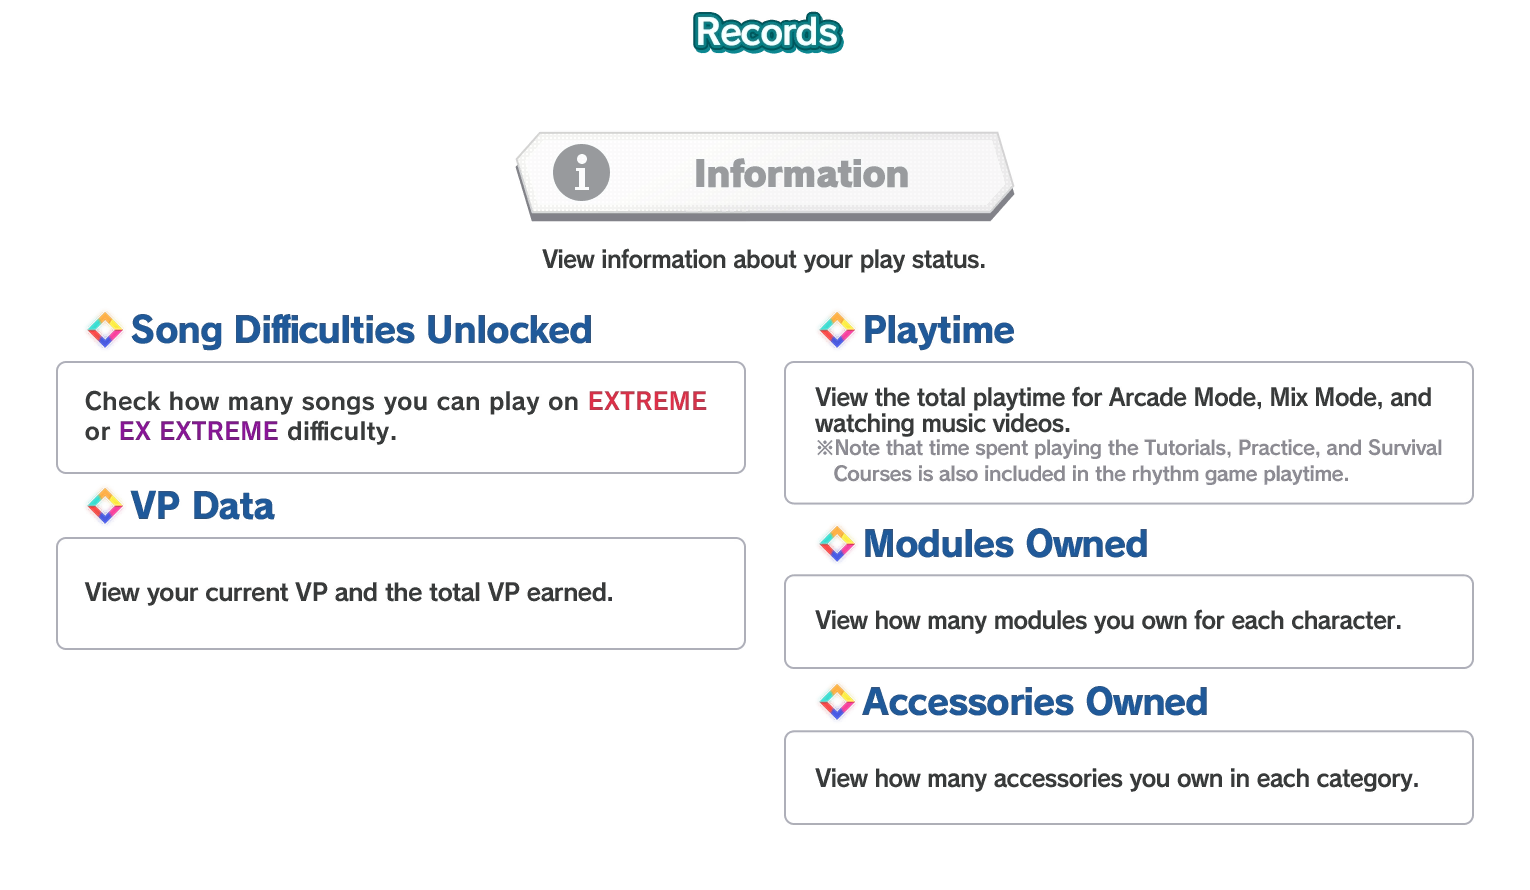 Records
Information
View information about your play status.
Song Difficulties Unlocked
Check how many songs you can play on EXTREME
or EX EXTREME difficulty.
VP Data
View your current VP and the total VP earned.
Playtime
View the total playtime for Arcade Mode, Mix Mode, and
watching music videos.
※Note that time spent playing the Tutorials, Practice, and Survival
Courses is also included in the rhythm game playtime.
Modules Owned
View how many modules you own for each character.
Accessories Owned
View how many accessories you own in each category.